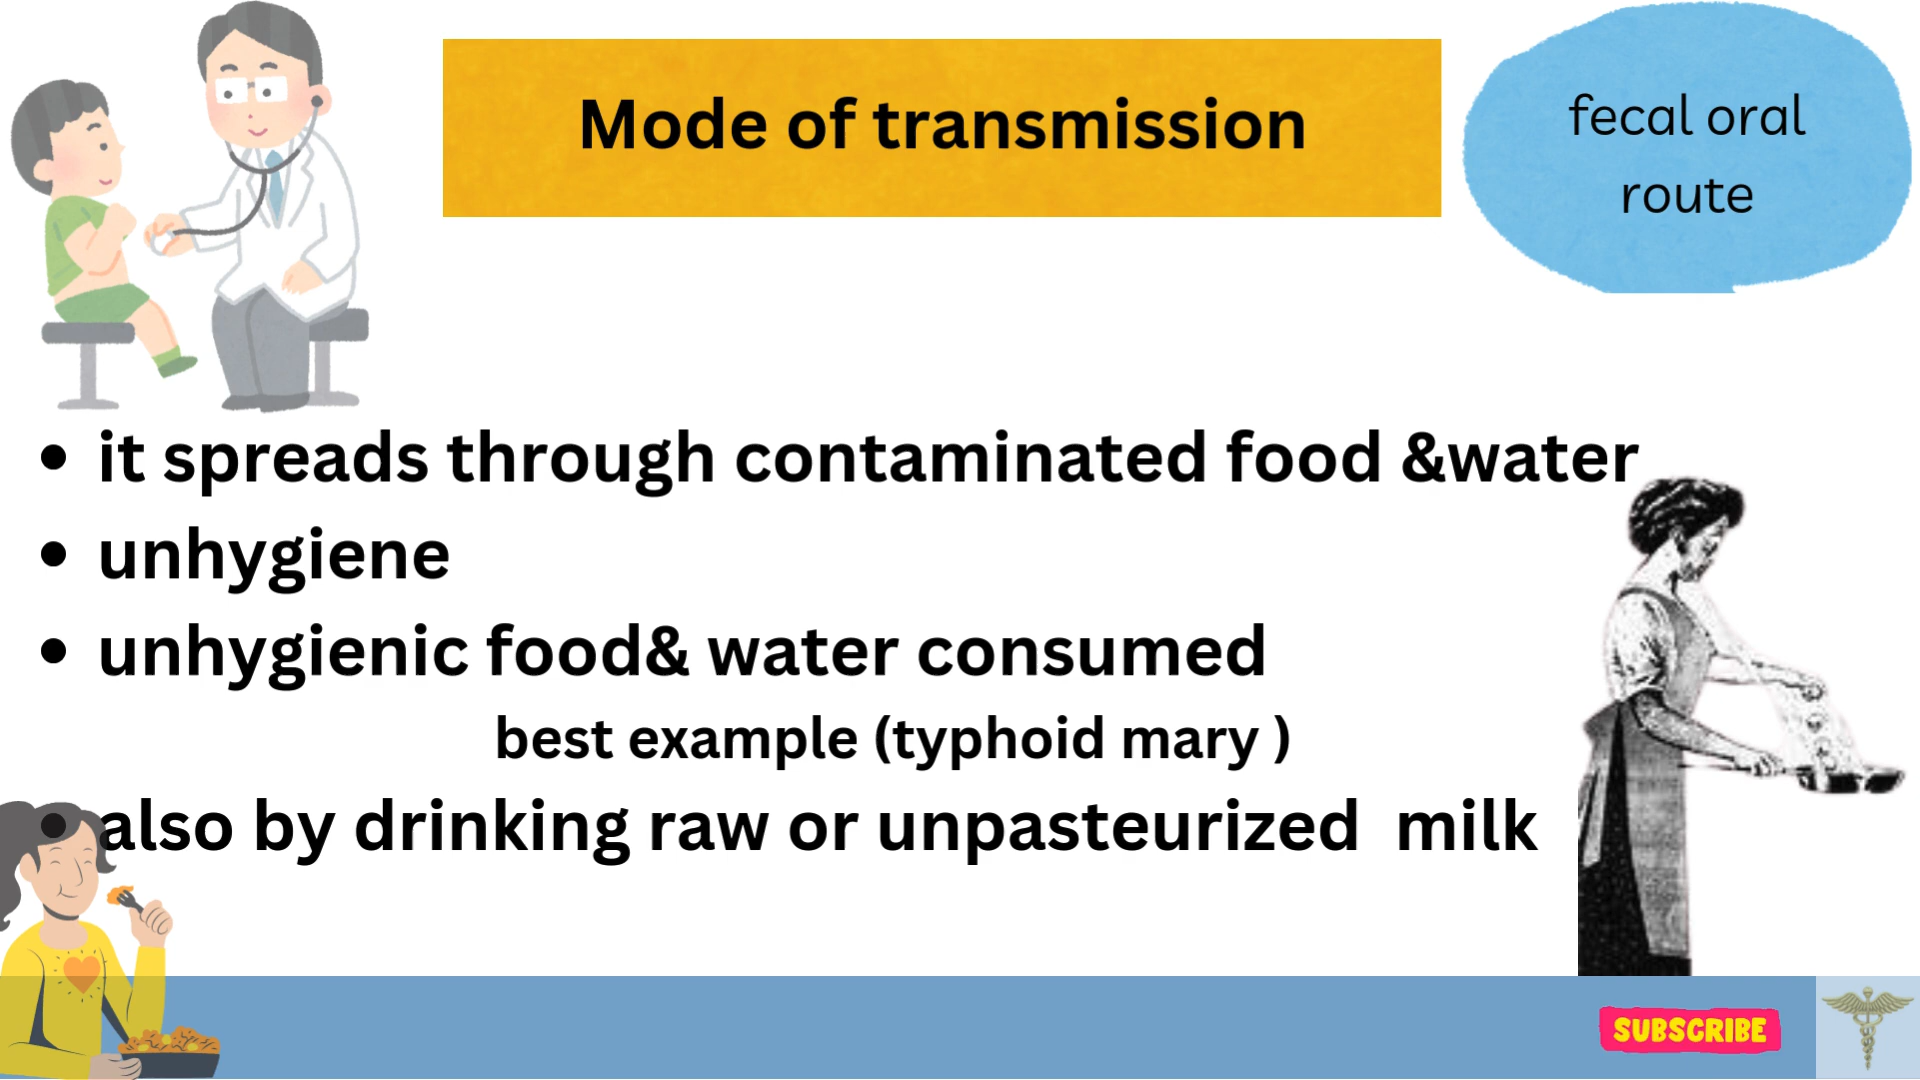 Mode of transmission
fecal oral
route
• it spreads through contaminated food &water
• unhygiene
• unhygienic food& water consumed
best example (typhoid mary )
• also by drinking raw or unpasteurized milk
SUBSCRIBE